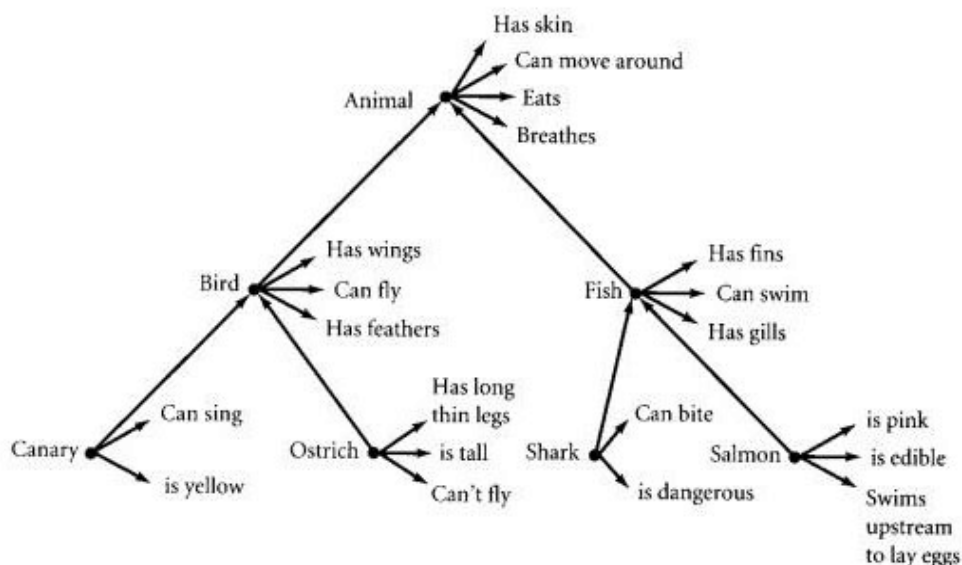 Has skin
Can move around
Animal
Eats
Breathes
Has wings
Bird
Can fly
Has feathers
Has fins
Fish
Can swim
Has gills
Can sing
Canary
is yellow
Has long
thin legs
Ostrich
is tall
Can't fly
Can bite
Shark
is dangerous
is pink
Salmon
is edible
Swims
upstream
to lay eggs